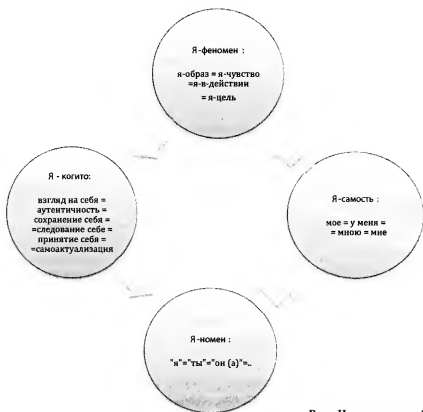 Я-феномен :
я-образ = я-чувство
=я-в-действии
= я-цель
Я - когито:
взгляд на себя =
аутентичность =
сохранение себя =
=следование себе =
принятие себя =
=самоактуализация
Я-самость :
мое = у меня =
= мною = мне
Я-номен :
"я"="ты"="он (а)"=..